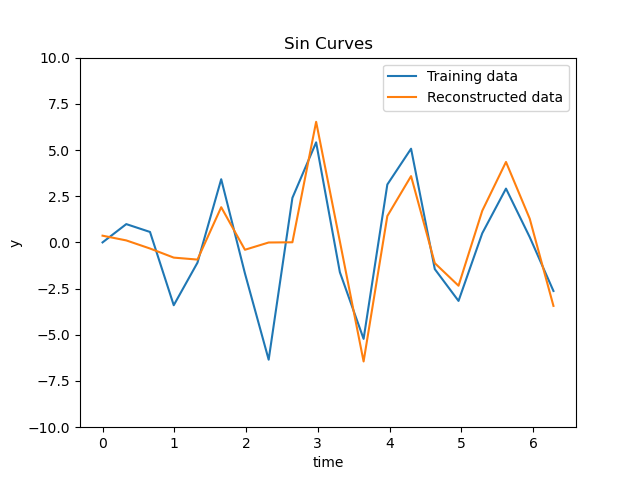 Sin Curves
Training data
Reconstructed data
10.0
7.5
5.0
2.5
0.0
−2.5
−5.0
−7.5
−10.0
y
0 1 2 3 4 5 6
time